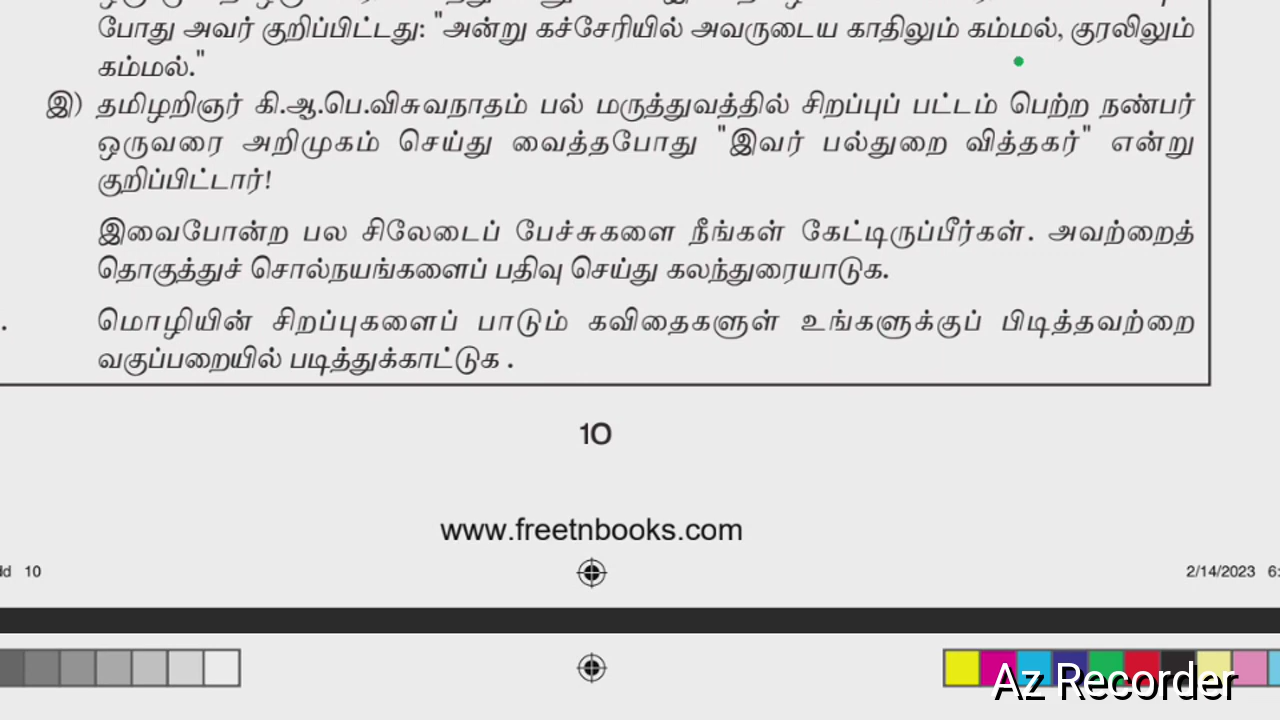 போது அவர் குறிப்பிட்டது: "அன்று கச்சேரியில் அவருடைய காதிலும் கம்மல், குரலிலும்
கம்மல்."
இ) தமிழறிஞர் கி.ஆ.பெ.விசுவநாதம் பல் மருத்துவத்தில் சிறப்புப் பட்டம் பெற்ற நண்பர்
ஒருவரை அறிமுகம் செய்து வைத்தபோது "இவர் பல்துறை வித்தகர்" என்று
குறிப்பிட்டார்!
இவைபோன்ற பல சிலேடைப் பேச்சுகளை நீங்கள் கேட்டிருப்பீர்கள். அவற்றைத்
தொகுத்துச் சொல்நயங்களைப் பதிவு செய்து கலந்துரையாடுக.
. மொழியின் சிறப்புகளைப் பாடும் கவிதைகளுள் உங்களுக்குப் பிடித்தவற்றை
வகுப்பறையில் படித்துக்காட்டுக .
10
www.freetnbooks.com
dd 10
2/14/2023 6:
Az Recorder